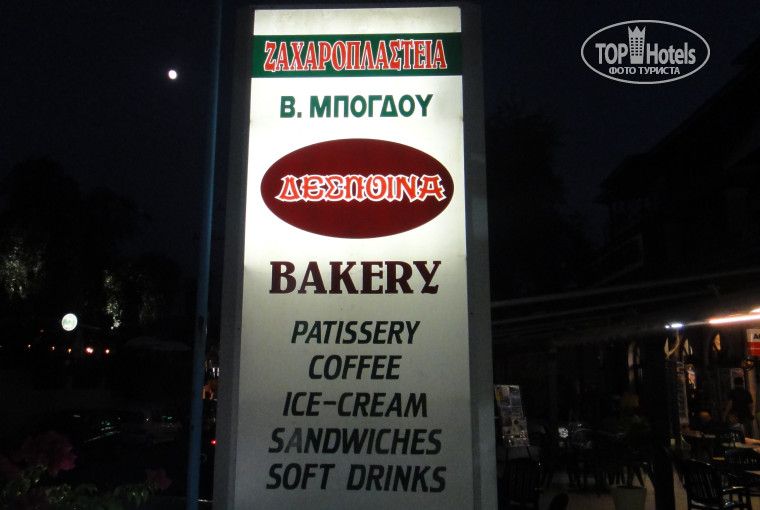 ΖΑΧΑΡΟΠΛΑΣΤΕΙΑ
Β. ΜΠΟΓΔΟΥ
ΔΕΣΠΟΙΝΑ
BAKERY
PATISSERY
COFFEE
ICE-CREAM
SANDWICHES
SOFT DRINKS
TOP Hotels
ФОТО ТУРИСТА